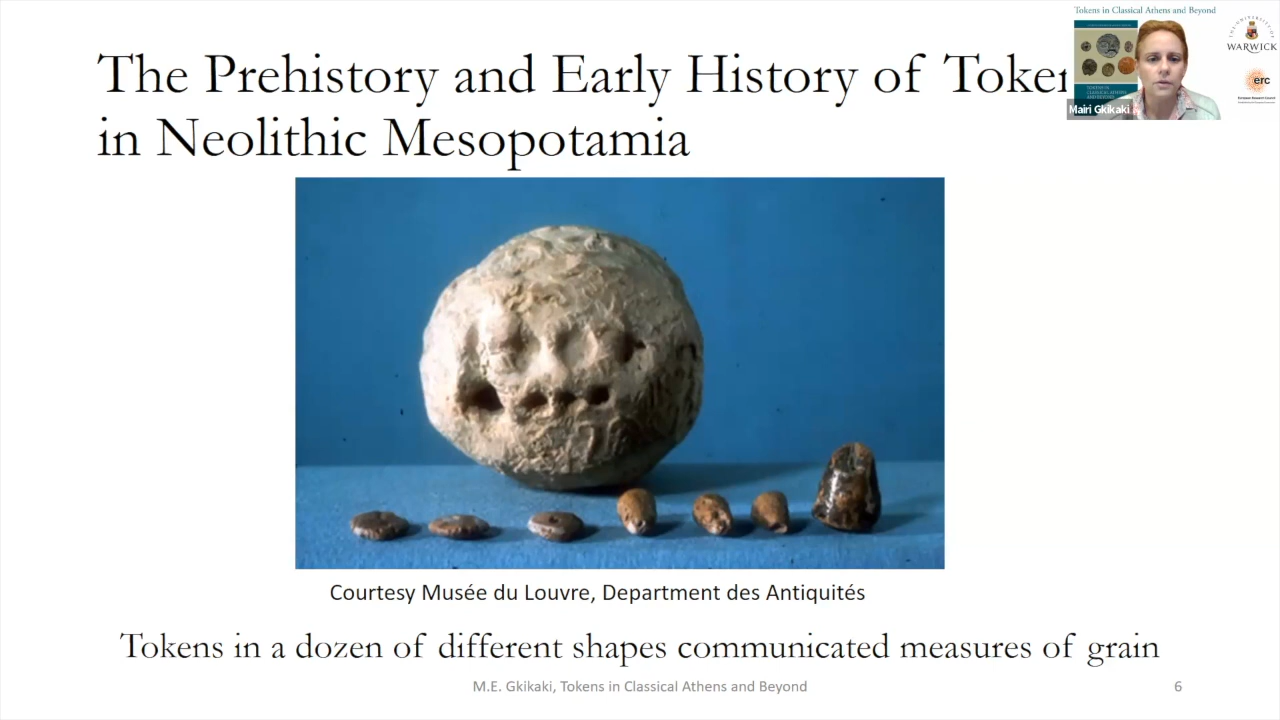 Tokens in Classical Athens and Beyond
The Prehistory and Early History of Token
in Neolithic Mesopotamia
WARWICK
erc
Mairi Gkikaki
Courtesy Musée du Louvre, Department des Antiquités
Tokens in a dozen of different shapes communicated measures of grain
M.E. Gkikaki, Tokens in Classical Athens and Beyond
6